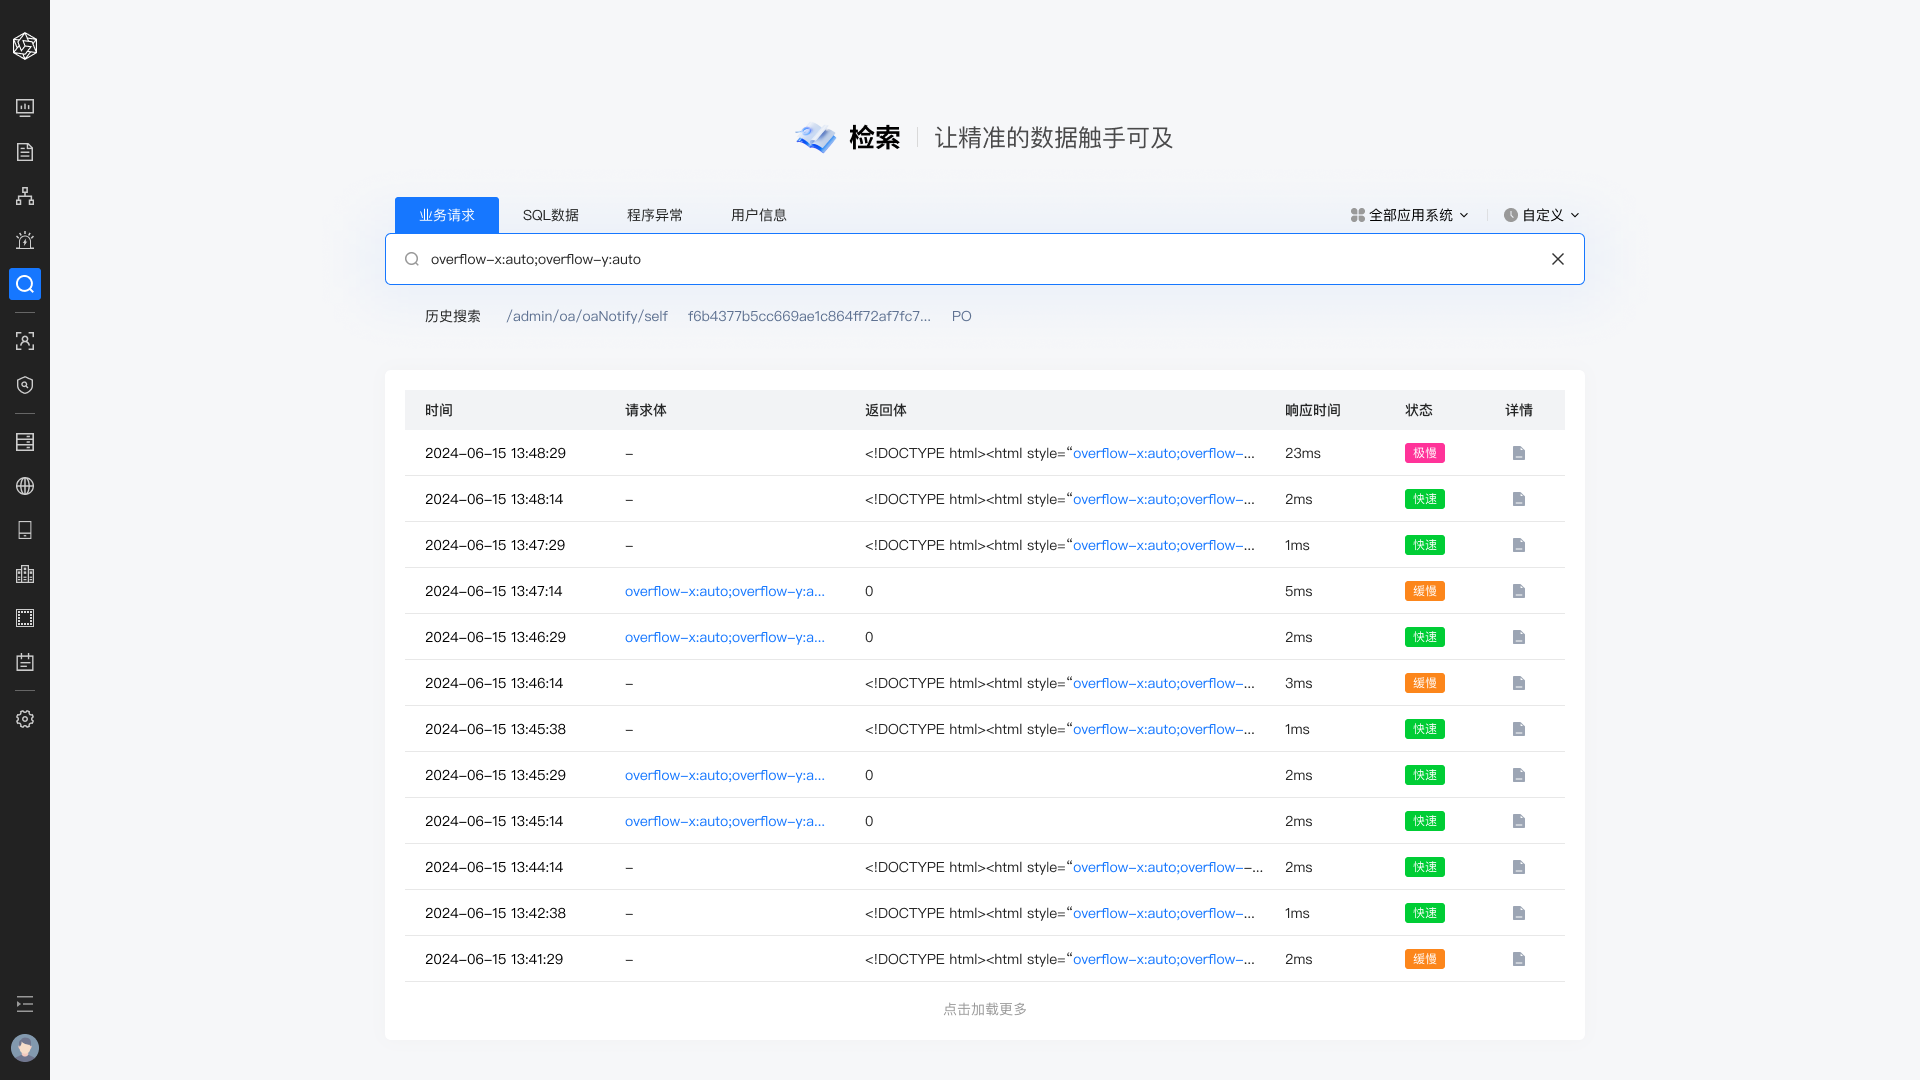 检索 让精准的数据触手可及
业务请求 SQL数据 程序异常 用户信息 全部应用系统 自定义
overflow-x:auto;overflow-y:auto
历史搜索 /admin/oa/oaNotify/self f6b4377b5cc669ae1c864ff72af7fc7... PO
时间 请求体 返回体 响应时间 状态 详情
2024-06-15 13:48:29 - <!DOCTYPE html><html style=“overflow-x:auto;overflow-... 23ms 极慢
2024-06-15 13:48:14 - <!DOCTYPE html><html style=“overflow-x:auto;overflow-... 2ms 快速
2024-06-15 13:47:29 - <!DOCTYPE html><html style=“overflow-x:auto;overflow-... 1ms 快速
2024-06-15 13:47:14 overflow-x:auto;overflow-y:a... 0 5ms 缓慢
2024-06-15 13:46:29 overflow-x:auto;overflow-y:a... 0 2ms 快速
2024-06-15 13:46:14 - <!DOCTYPE html><html style=“overflow-x:auto;overflow-... 3ms 缓慢
2024-06-15 13:45:38 - <!DOCTYPE html><html style=“overflow-x:auto;overflow-... 1ms 快速
2024-06-15 13:45:29 overflow-x:auto;overflow-y:a... 0 2ms 快速
2024-06-15 13:45:14 overflow-x:auto;overflow-y:a... 0 2ms 快速
2024-06-15 13:44:14 - <!DOCTYPE html><html style=“overflow-x:auto;overflow--... 2ms 快速
2024-06-15 13:42:38 - <!DOCTYPE html><html style=“overflow-x:auto;overflow-... 1ms 快速
2024-06-15 13:41:29 - <!DOCTYPE html><html style=“overflow-x:auto;overflow-... 2ms 缓慢
点击加载更多